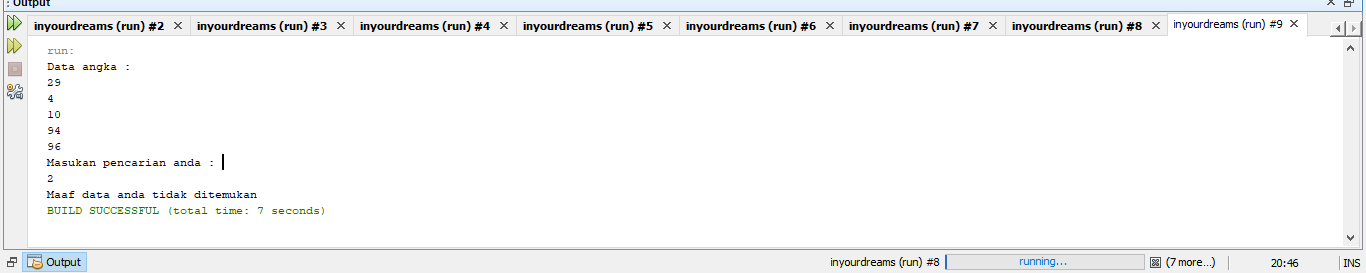 Output
inyourdreams (run) #2 inyourdreams (run) #3 inyourdreams (run) #4 inyourdreams (run) #5 inyourdreams (run) #6 inyourdreams (run) #7 inyourdreams (run) #8 inyourdreams (run) #9
run:
Data angka :
29
4
10
94
96
Masukan pencarian anda :
2
Maaf data anda tidak ditemukan
BUILD SUCCESSFUL (total time: 7 seconds)
Output inyourdreams (run) #8 running... (7 more...) 20:46 INS